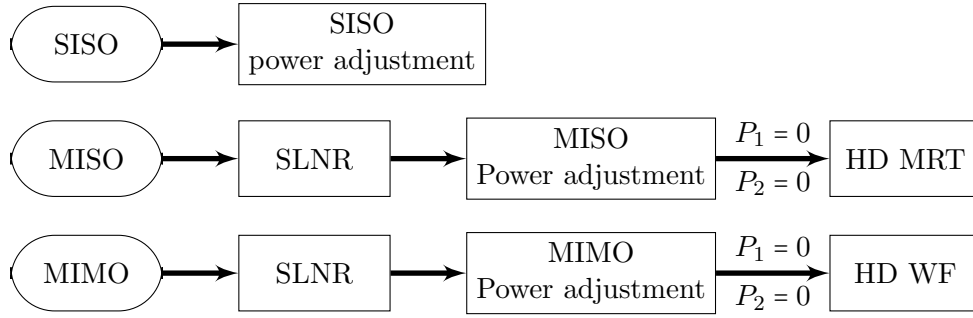 SISO
SISO
power adjustment
MISO
SLNR
MISO
Power adjustment
P₁ = 0
P₂ = 0
HD MRT
MIMO
SLNR
MIMO
Power adjustment
P₁ = 0
P₂ = 0
HD WF